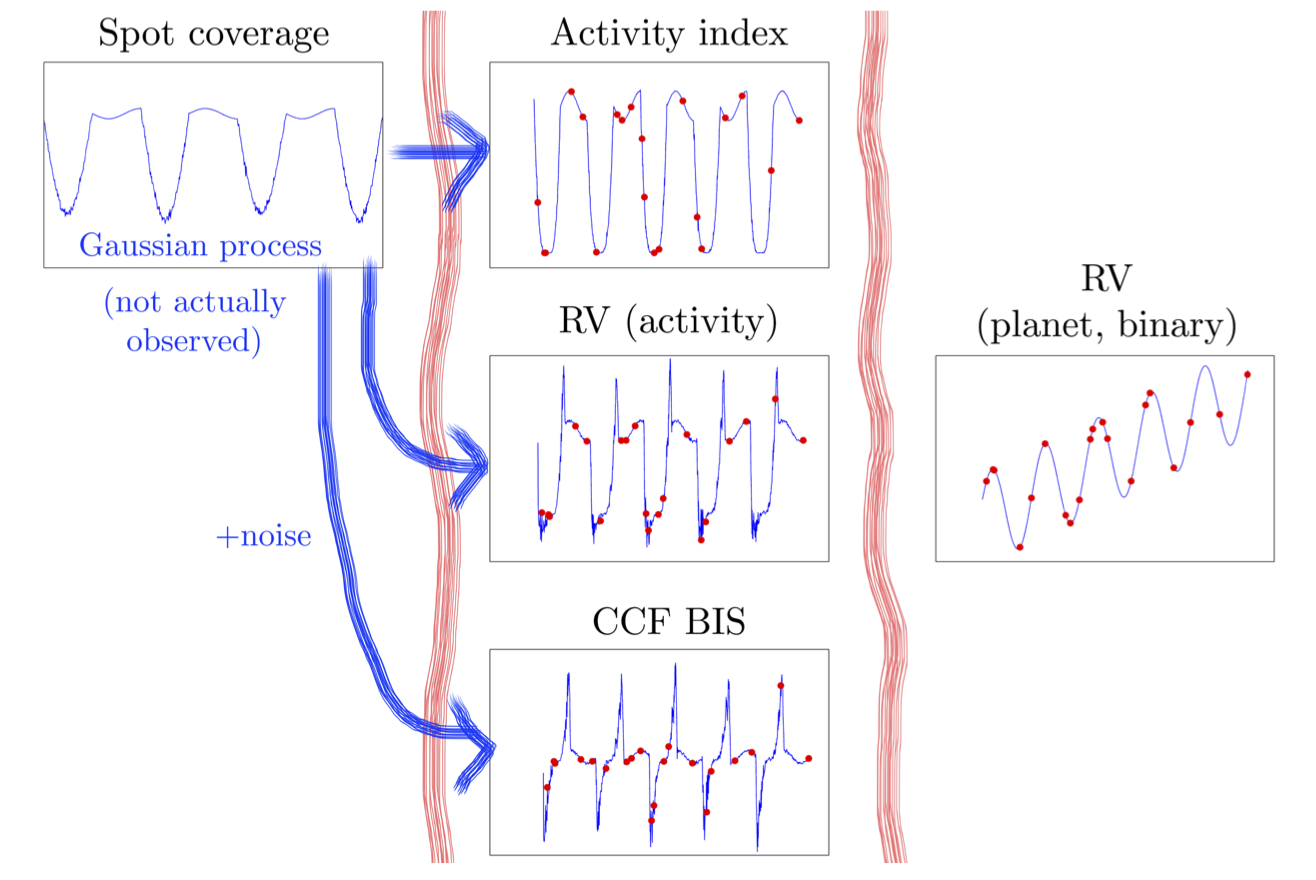 Spot coverage
Gaussian process
(not actually
observed)
+noise
Activity index
RV (activity)
CCF BIS
RV
(planet, binary)